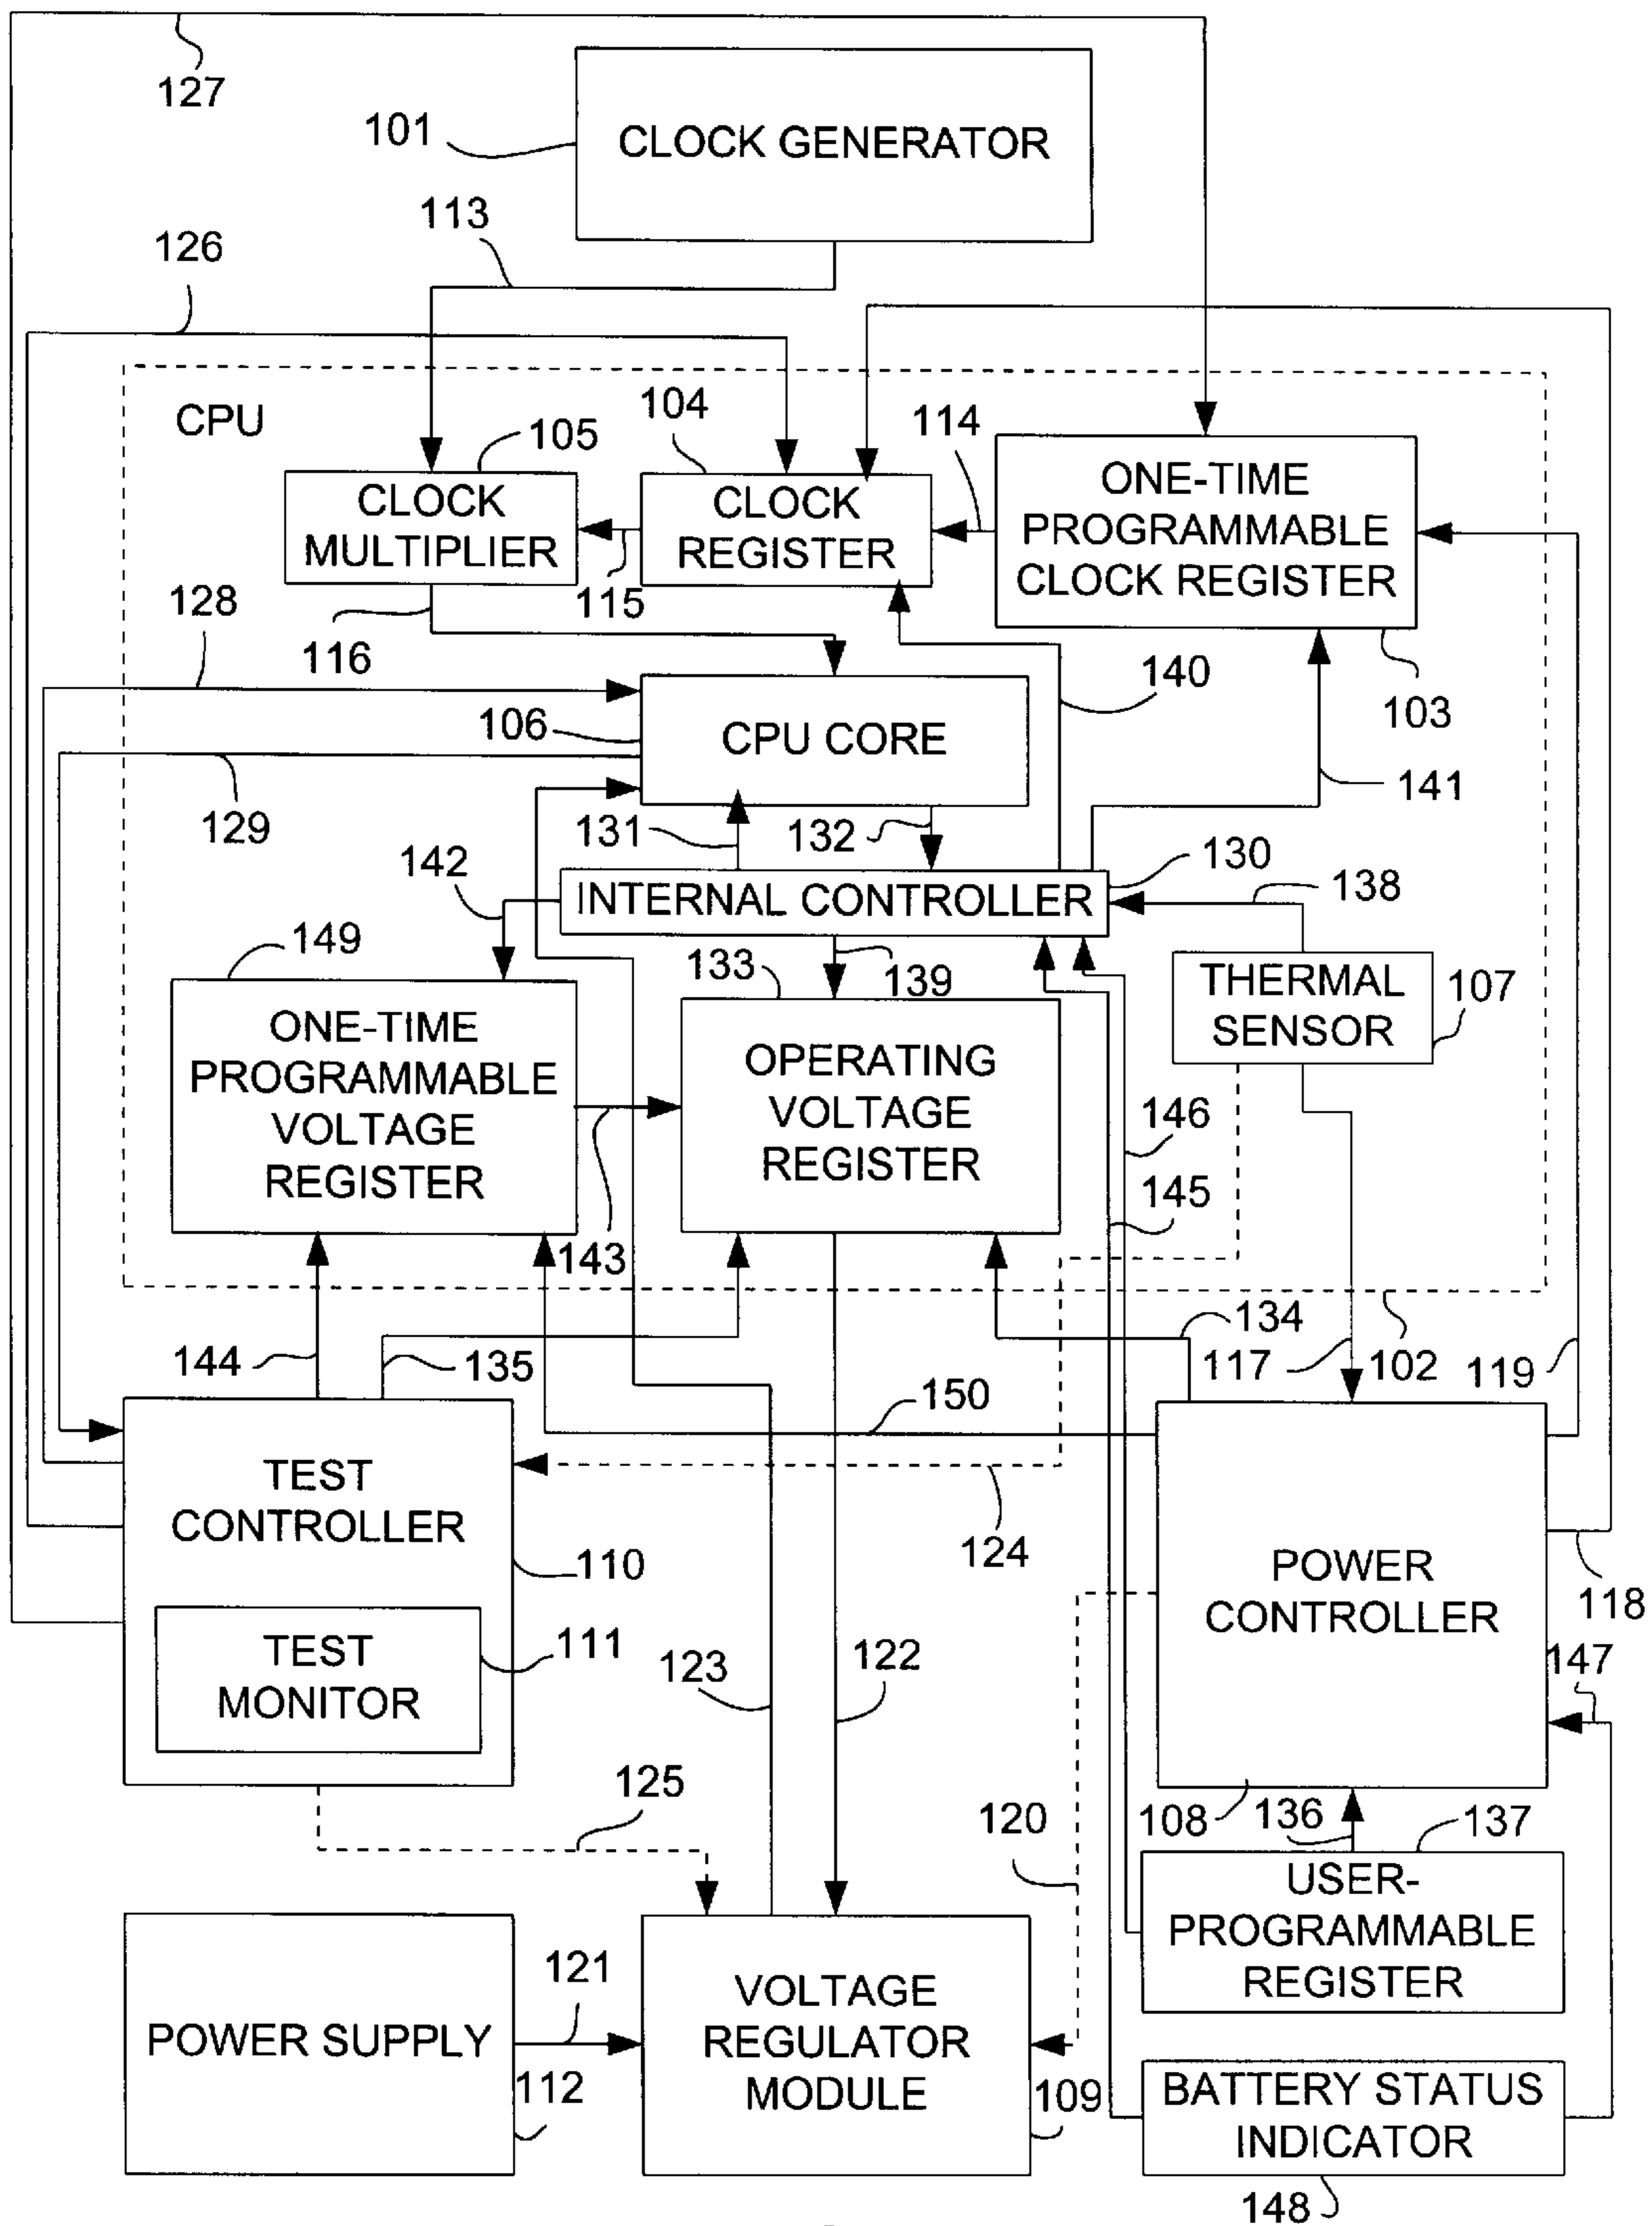 127
101
CLOCK GENERATOR
113
126
CPU
105
104
114
CLOCK
MULTIPLIER
CLOCK
REGISTER
ONE-TIME
PROGRAMMABLE
CLOCK REGISTER
115
128
116
140
103
106
CPU CORE
129
131
132
141
142
130
138
INTERNAL CONTROLLER
149
133
139
THERMAL
SENSOR
107
ONE-TIME
PROGRAMMABLE
VOLTAGE
REGISTER
OPERATING
VOLTAGE
REGISTER
146
145
143
134
144
135
117
102
119
150
TEST
CONTROLLER
110
124
POWER
CONTROLLER
118
TEST
MONITOR
111
123
122
147
125
120
108
136
137
USER-
PROGRAMMABLE
REGISTER
POWER SUPPLY
121
112
VOLTAGE
REGULATOR
MODULE
109
BATTERY STATUS
INDICATOR
148